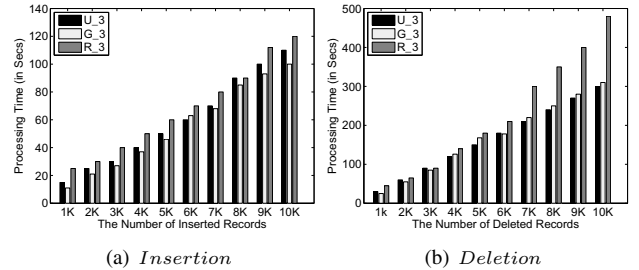 140
120
100
80
60
40
20
0
Processing Time (in Secs)
U_3
G_3
R_3
1K 2K 3K 4K 5K 6K 7K 8K 9K 10K
The Number of Inserted Records
(a) Insertion
500
400
300
200
100
0
Processing Time (in Secs)
U_3
G_3
R_3
1k 2K 3K 4K 5K 6K 7K 8K 9K 10K
The Number of Deleted Records
(b) Deletion